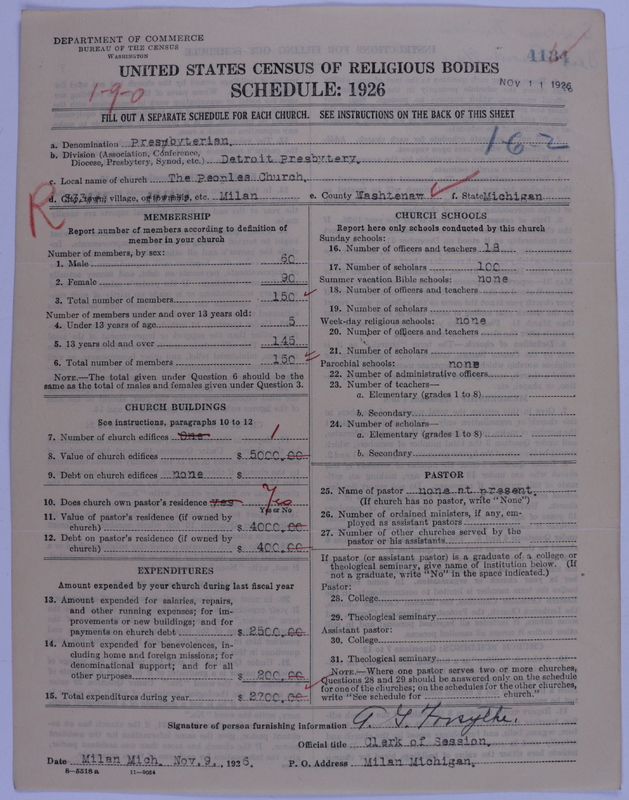 DEPARTMENT OF COMMERCE
BUREAU OF THE CENSUS
WASHINGTON
1134
UNITED STATES CENSUS OF RELIGIOUS BODIES
NOV 11 1926
1-9-0
SCHEDULE: 1926
FILL OUT A SEPARATE SCHEDULE FOR EACH CHURCH. SEE INSTRUCTIONS ON THE BACK OF THIS SHEET
1-6-2
a. Denomination Presbyterian.
b. Division (Association, Conference, Diocese, Presbytery, Synod, etc.) Detroit Presbytery.
c. Local name of church The Peoples Church.
R
d. City, town, village, or township, etc. Milan e. County Washtenaw f. State Michigan
MEMBERSHIP
Report number of members according to definition of
member in your church
Number of members, by sex:
1. Male 60
2. Female 90
3. Total number of members 150
Number of members under and over 13 years old:
4. Under 13 years of age 5
5. 13 years old and over 145
6. Total number of members 150
NOTE.—The total given under Question 6 should be the
same as the total of males and females given under Question 3.
CHURCH BUILDINGS
See instructions, paragraphs 10 to 12
7. Number of church edifices One 1
8. Value of church edifices $ 5000.00
9. Debt on church edifices none $
10. Does church own pastor's residence yes Yes
Yes or No
11. Value of pastor's residence (if owned by
church) $ 4000.00
12. Debt on pastor's residence (if owned by
church) $ 400.00
EXPENDITURES
Amount expended by your church during last fiscal year
13. Amount expended for salaries, repairs,
and other running expenses; for im-
provements or new buildings; and for
payments on church debt $ 2500.00
14. Amount expended for benevolences, in-
cluding home and foreign missions; for
denominational support; and for all
other purposes $ 200.00
15. Total expenditures during year $ 2700.00
CHURCH SCHOOLS
Report here only schools conducted by this church
Sunday schools:
16. Number of officers and teachers 18
17. Number of scholars 100
Summer vacation Bible schools: none
18. Number of officers and teachers
19. Number of scholars
Week-day religious schools: none
20. Number of officers and teachers
21. Number of scholars
Parochial schools: none
22. Number of administrative officers
23. Number of teachers—
a. Elementary (grades 1 to 8)
b. Secondary
24. Number of scholars—
a. Elementary (grades 1 to 8)
b. Secondary
PASTOR
25. Name of pastor none at present.
(If church has no pastor, write "None")
26. Number of ordained ministers, if any, em-
ployed as assistant pastors
27. Number of other churches served by the
pastor or his assistants
If pastor (or assistant pastor) is a graduate of a college or
theological seminary, give name of institution below. (If
not a graduate, write "No" in the space indicated.)
Pastor:
28. College
29. Theological seminary
Assistant pastor:
30. College
31. Theological seminary
NOTE.—Where one pastor serves two or more churches,
Questions 28 and 29 should be answered only on the schedule
for one of the churches; on the schedules for the other churches,
write "See schedule for church."
Signature of person furnishing information A. G. Forsythe.
Official title Clerk of Session.
Date Milan Mich. Nov. 9, 1926. P. O. Address Milan Michigan.
8—5518a 11—9024